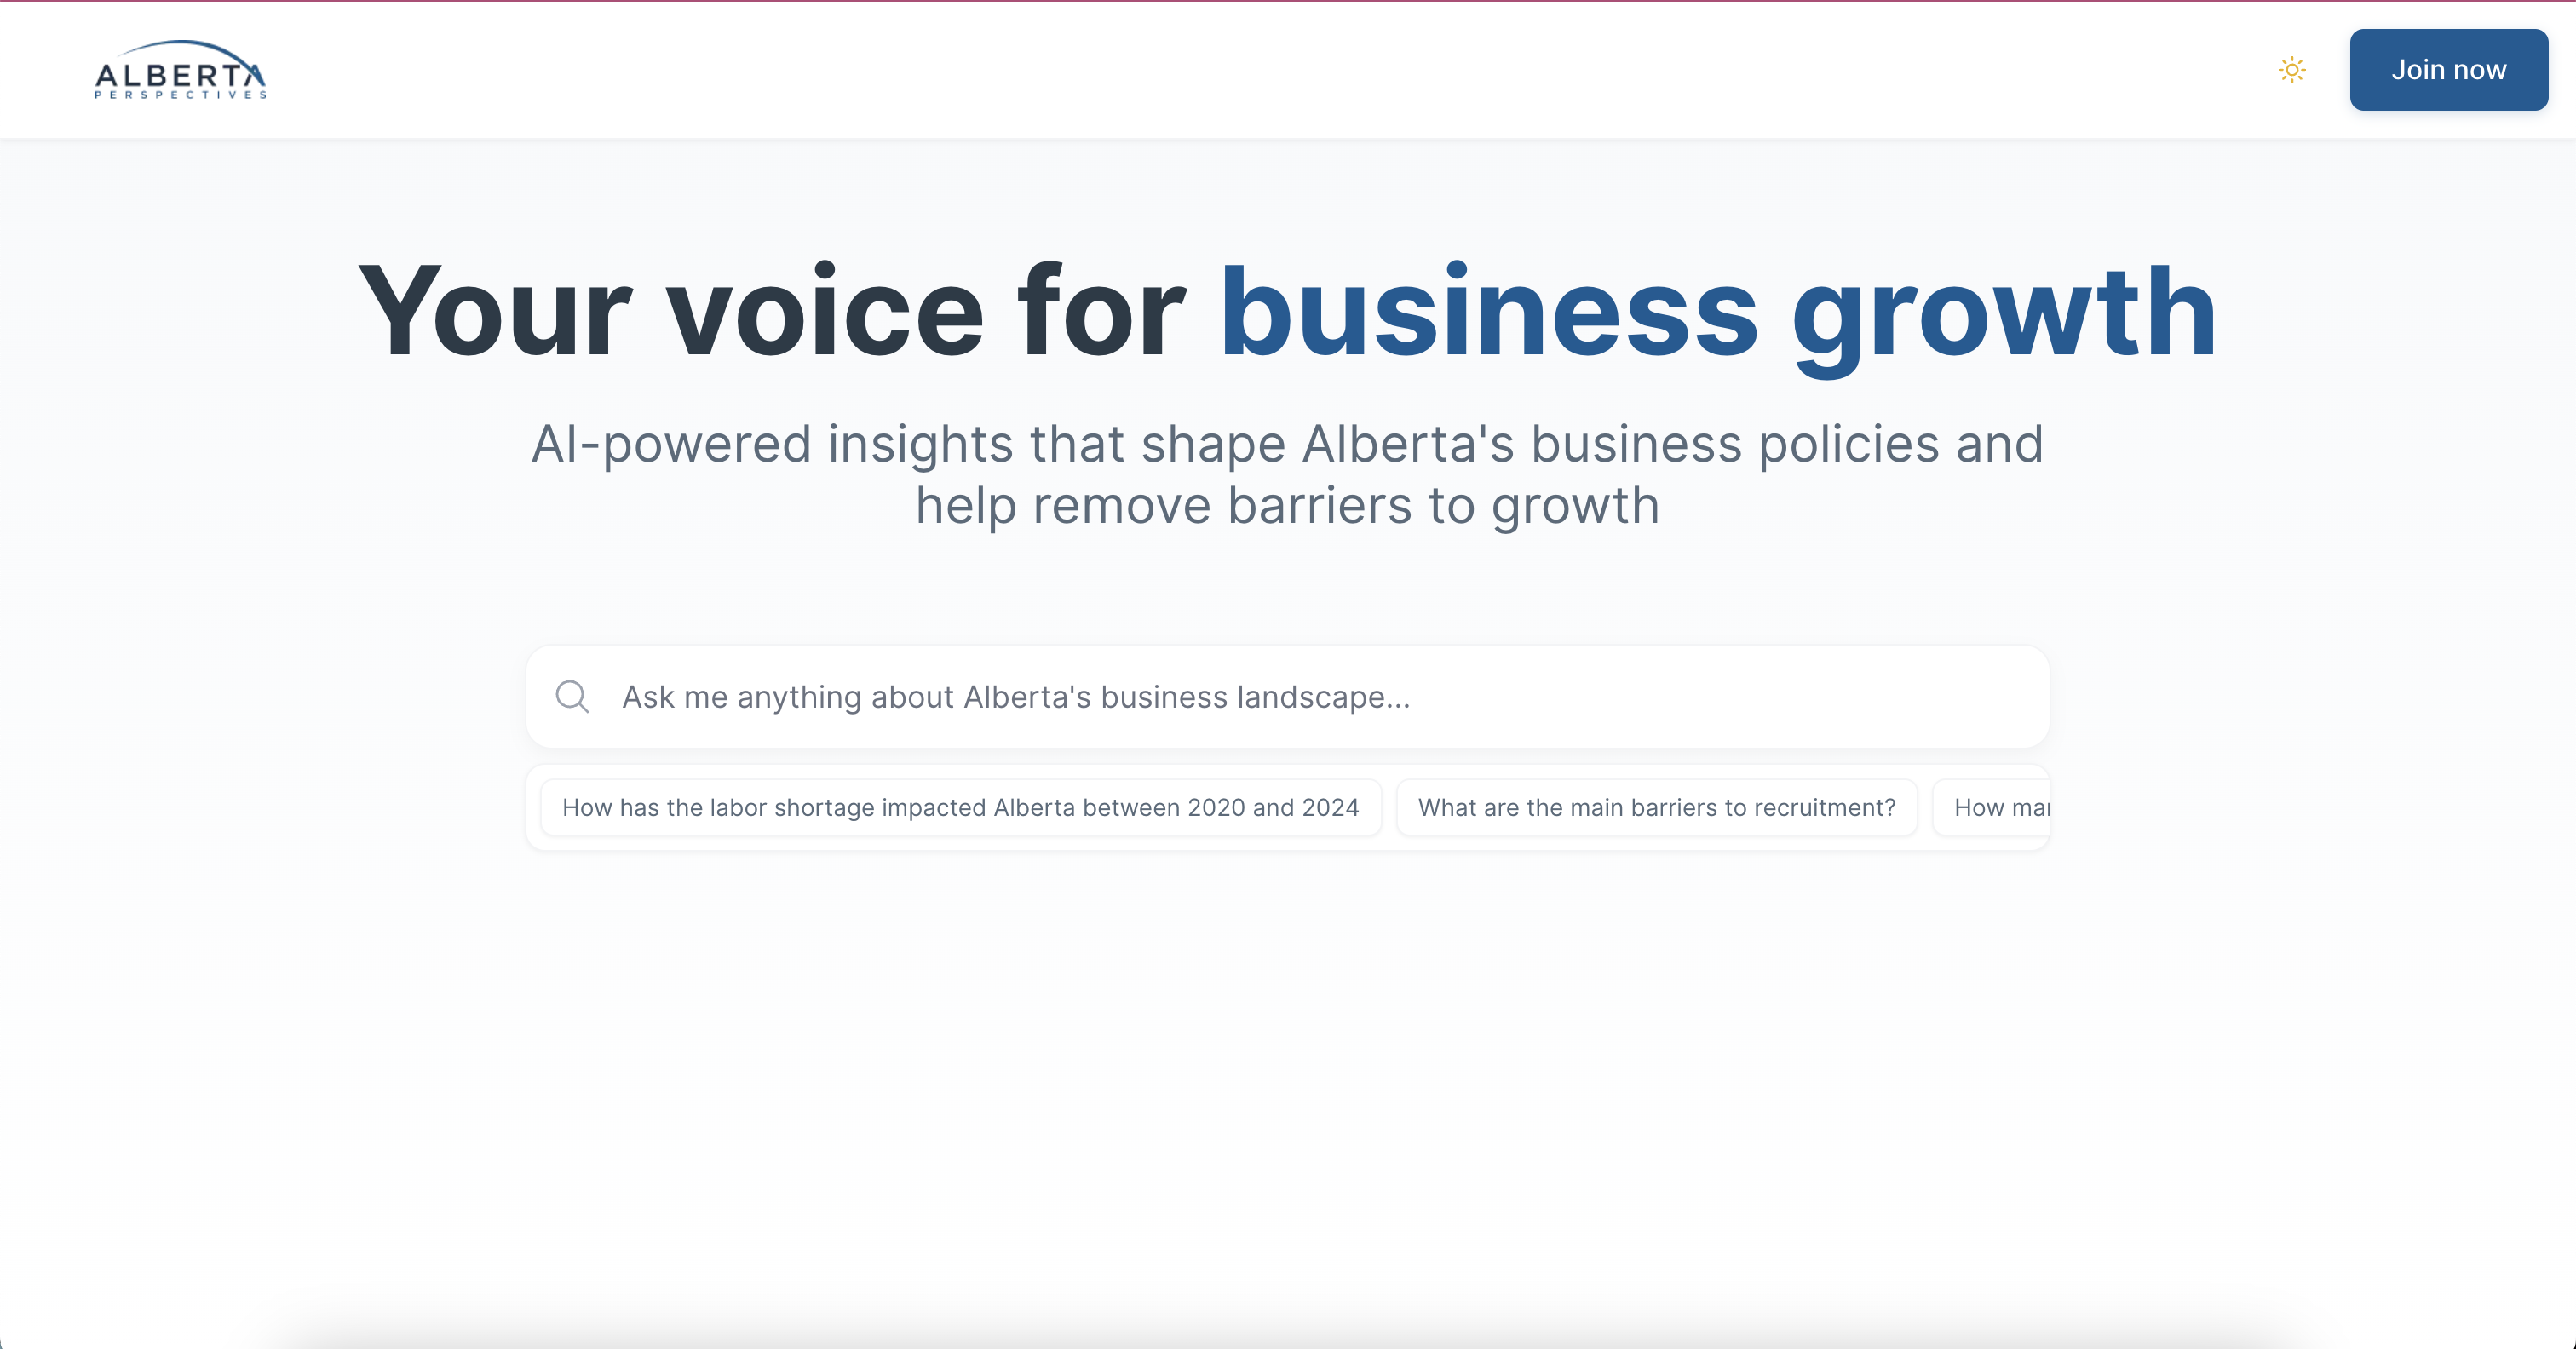 ALBERTA
PERSPECTIVES
Join now
Your voice for business growth
AI-powered insights that shape Alberta's business policies and
help remove barriers to growth
Ask me anything about Alberta's business landscape...
How has the labor shortage impacted Alberta between 2020 and 2024
What are the main barriers to recruitment?
How